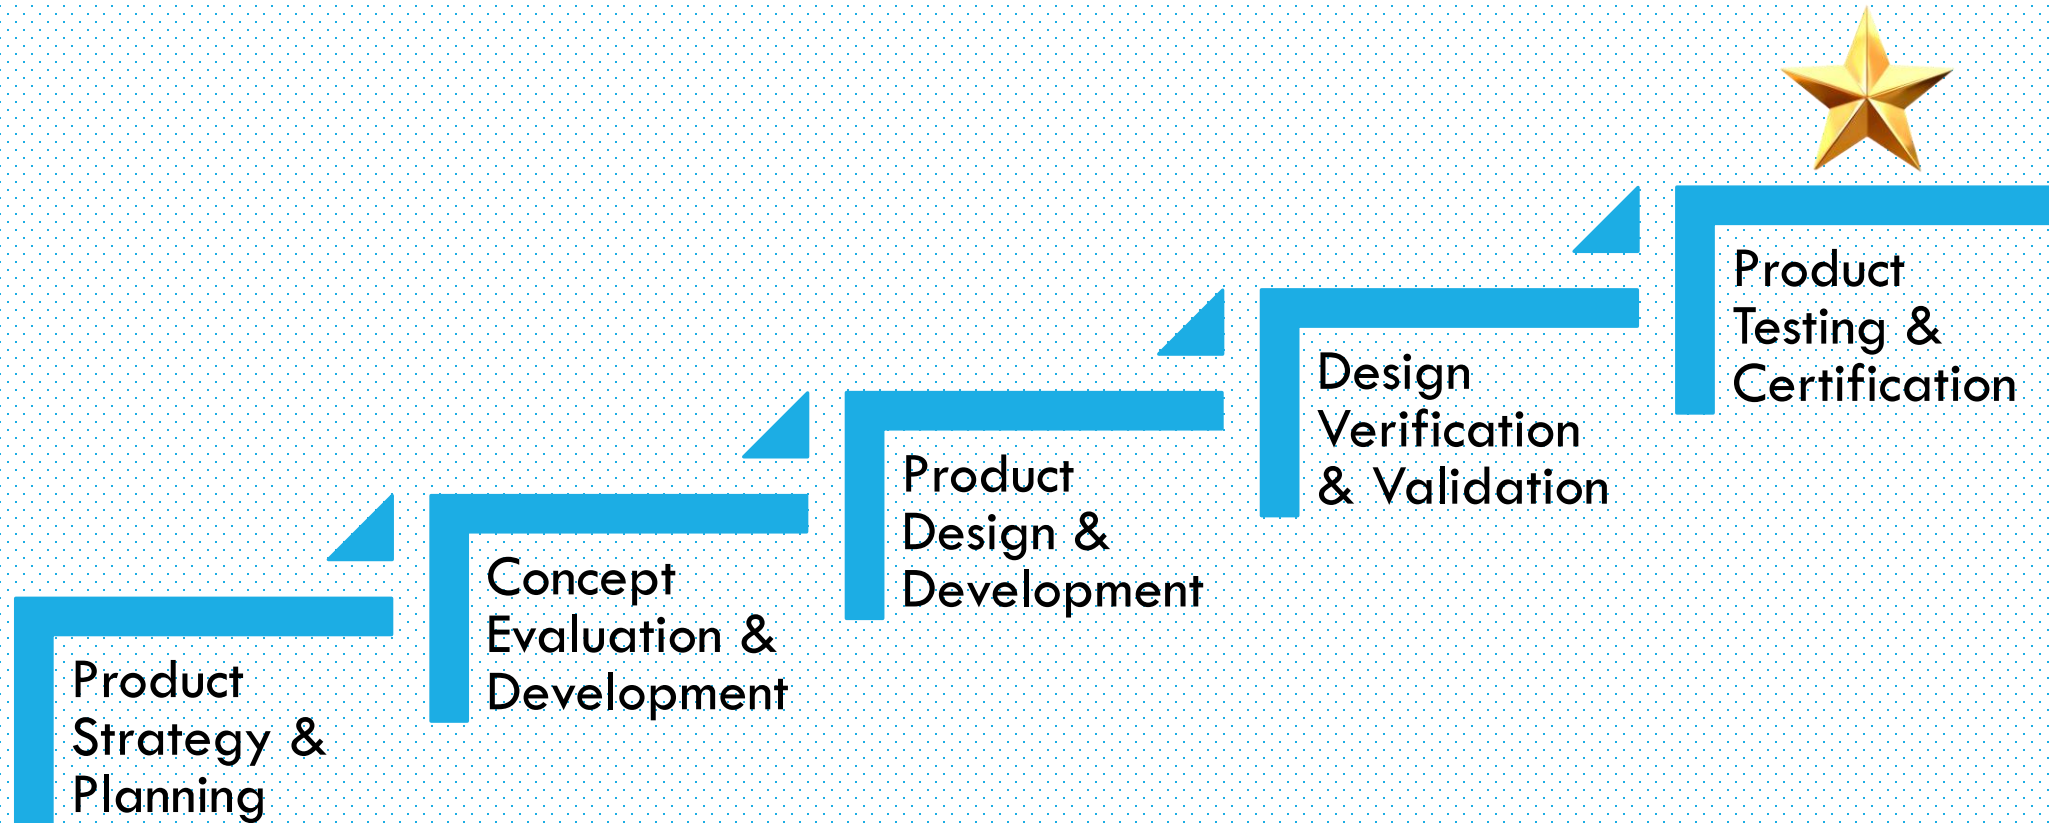 Product
Strategy &
Planning
Concept
Evaluation &
Development
Product
Design &
Development
Design
Verification
& Validation
Product
Testing &
Certification